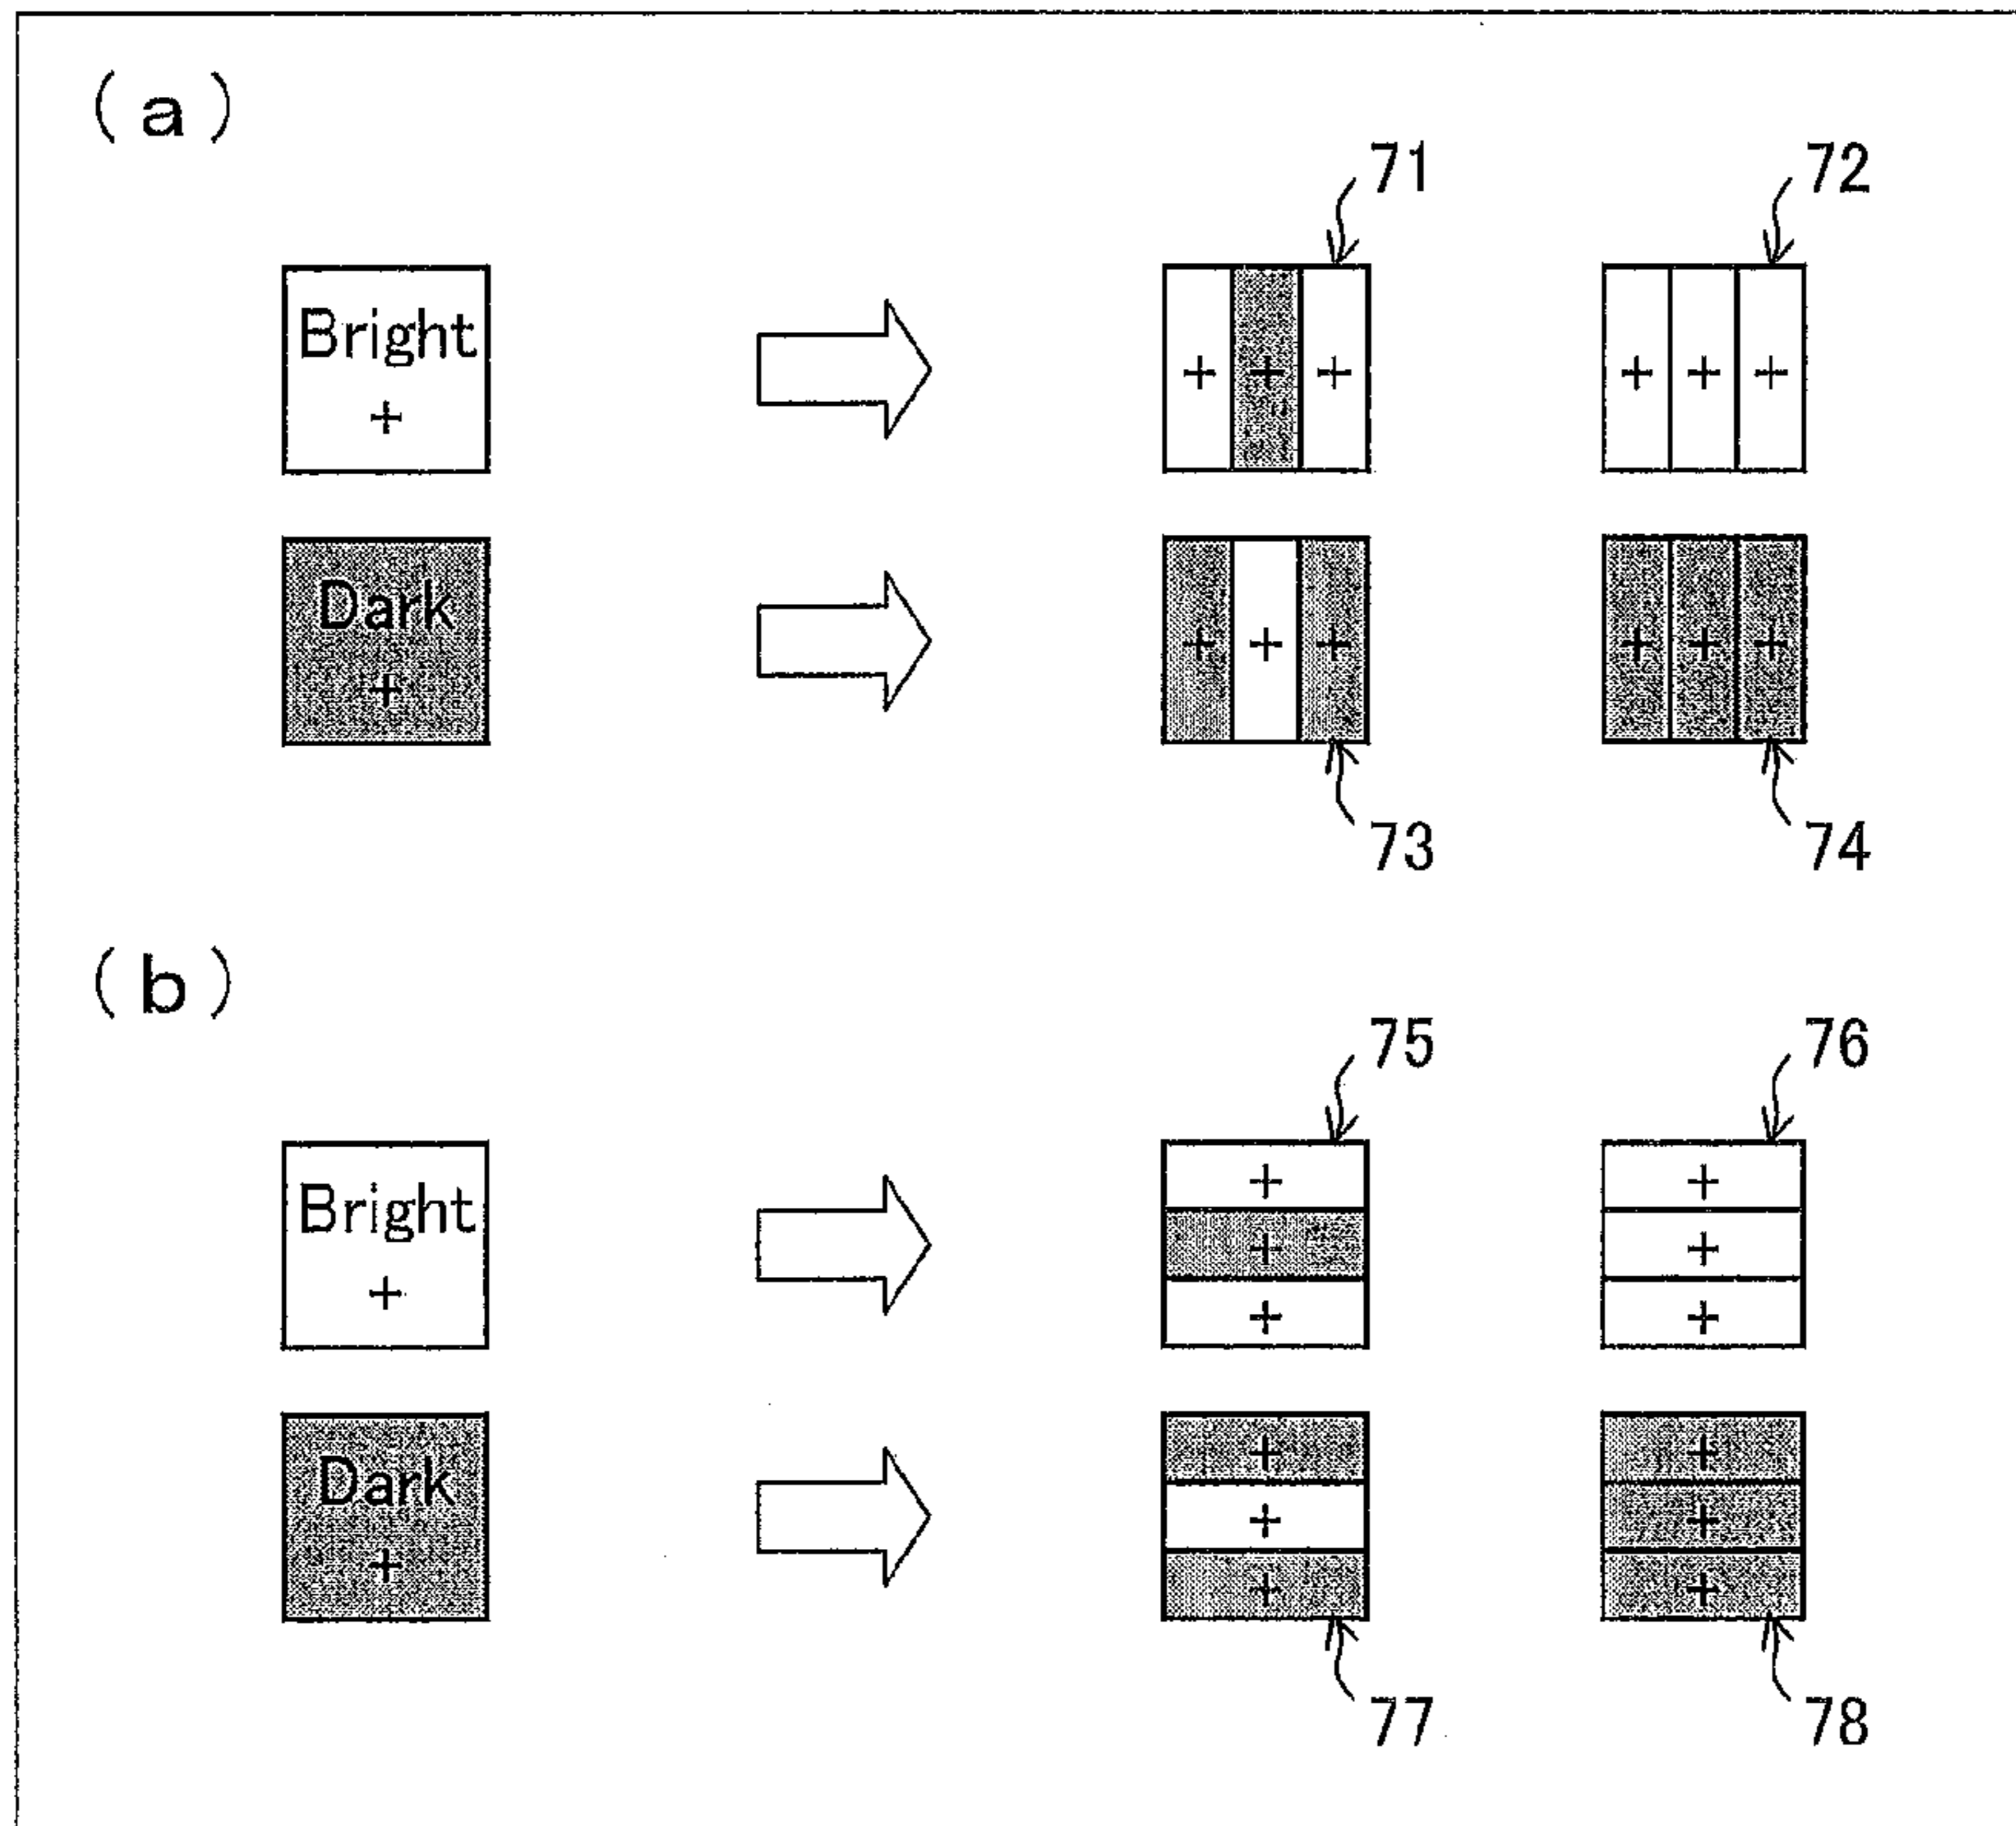 (a)
71 72
Bright
+
+ + +
+ + +
Dark
+
+ + +
+ + +
73 74
(b)
75 76
Bright
+
+ +
+ +
+ +
Dark
+
+ +
+ +
+ +
77 78